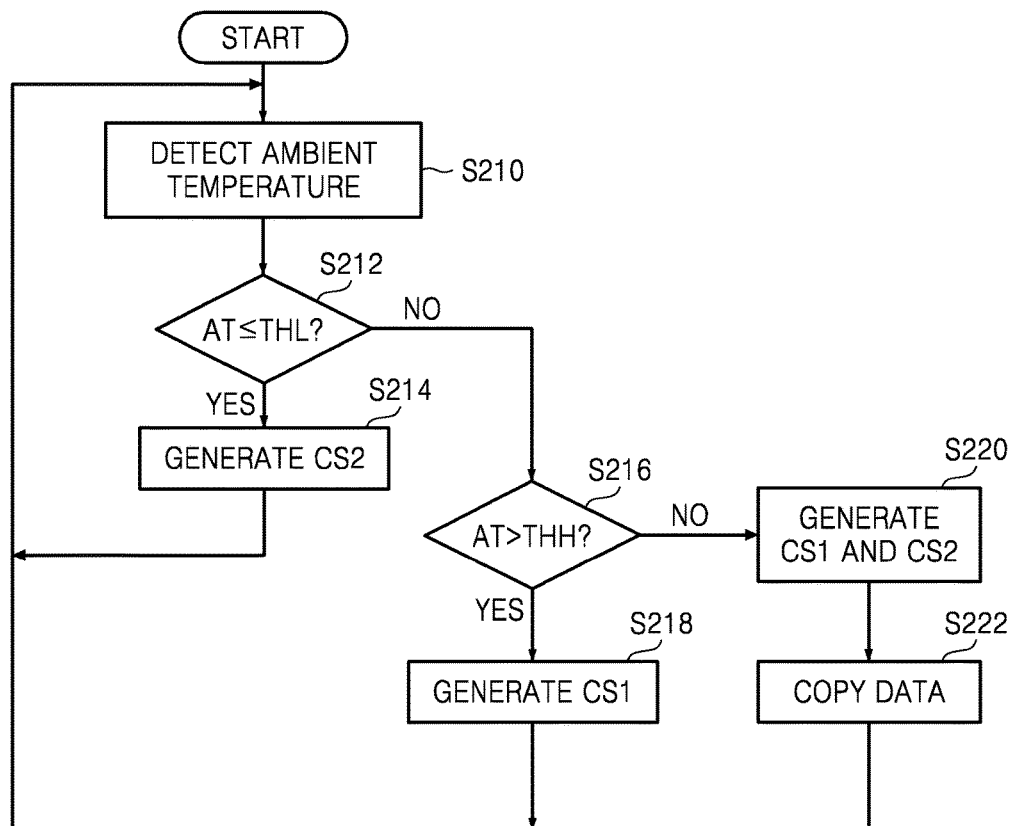 START
DETECT AMBIENT
TEMPERATURE
S210
S212
AT≦THL?
NO
YES
S214
GENERATE CS2
S216
AT>THH?
NO
S220
GENERATE
CS1 AND CS2
YES
S218
GENERATE CS1
S222
COPY DATA